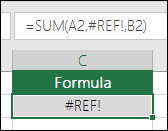 =SUM(A2,#REF!,B2)
C
Formula
#REF!